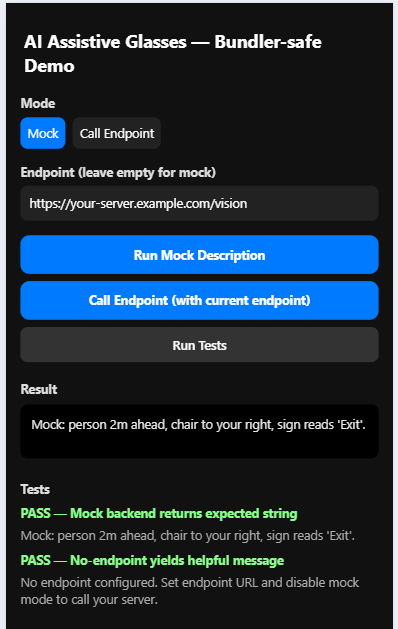 AI Assistive Glasses — Bundler-safe
Demo
Mode
Mock
Call Endpoint
Endpoint (leave empty for mock)
https://your-server.example.com/vision
Run Mock Description
Call Endpoint (with current endpoint)
Run Tests
Result
Mock: person 2m ahead, chair to your right, sign reads 'Exit'.
Tests
PASS — Mock backend returns expected string
Mock: person 2m ahead, chair to your right, sign reads 'Exit'.
PASS — No-endpoint yields helpful message
No endpoint configured. Set endpoint URL and disable mock
mode to call your server.